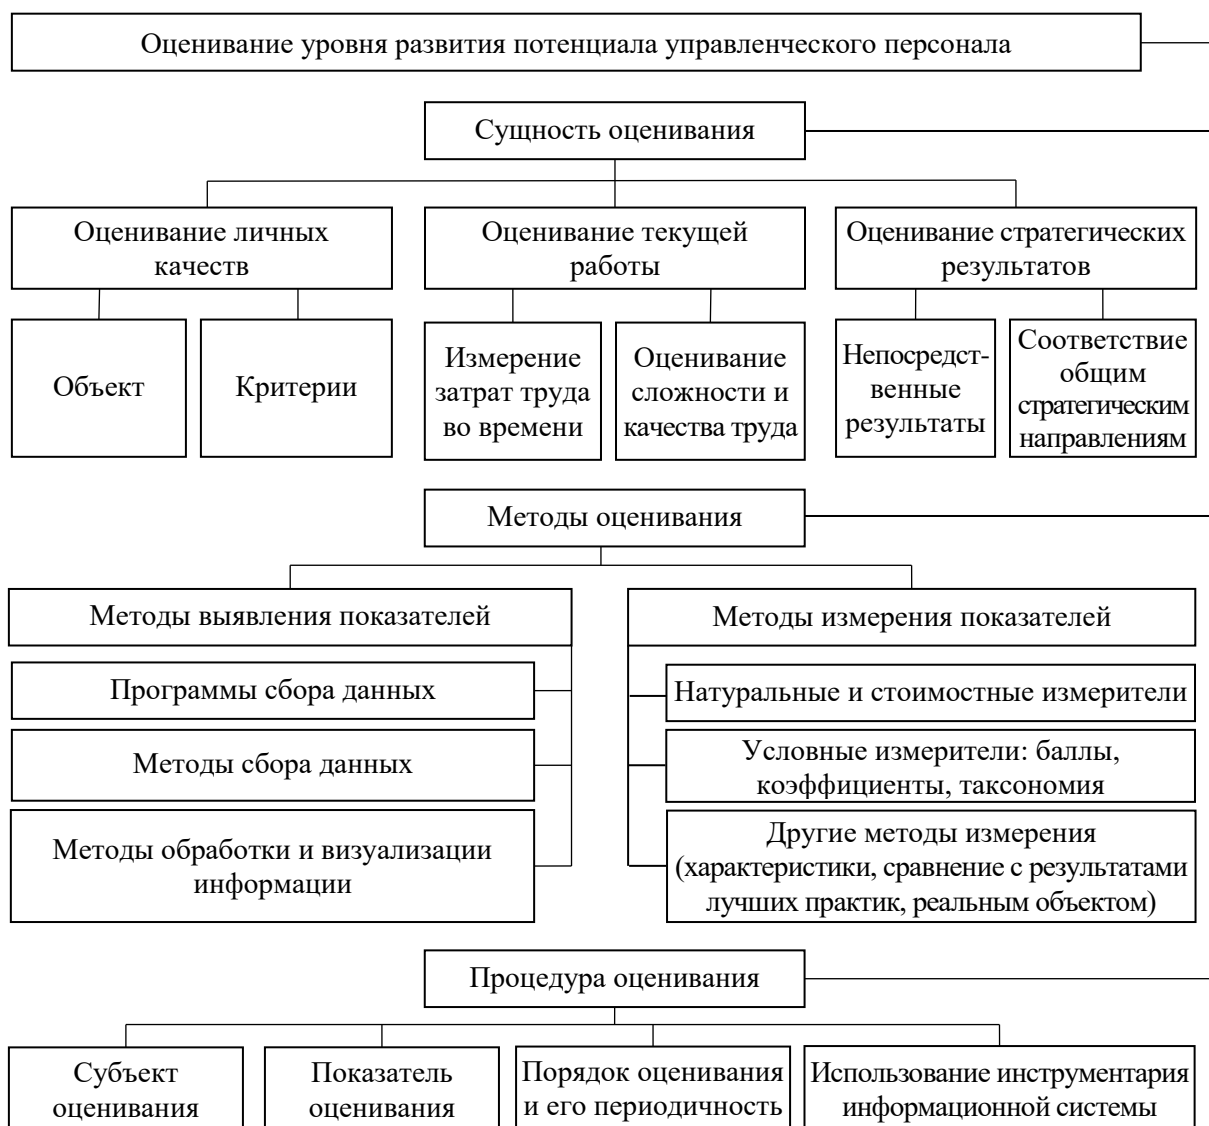 Оценивание уровня развития потенциала управленческого персонала
Сущность оценивания
Оценивание личных
качеств
Оценивание текущей
работы
Оценивание стратегических
результатов
Объект
Критерии
Измерение
затрат труда
во времени
Оценивание
сложности и
качества труда
Непосредст-
венные
результаты
Соответствие
общим
стратегическим
направлениям
Методы оценивания
Методы выявления показателей
Программы сбора данных
Методы сбора данных
Методы обработки и визуализации
информации
Методы измерения показателей
Натуральные и стоимостные измерители
Условные измерители: баллы,
коэффициенты, таксономия
Другие методы измерения
(характеристики, сравнение с результатами
лучших практик, реальным объектом)
Процедура оценивания
Субъект
оценивания
Показатель
оценивания
Порядок оценивания
и его периодичность
Использование инструментария
информационной системы